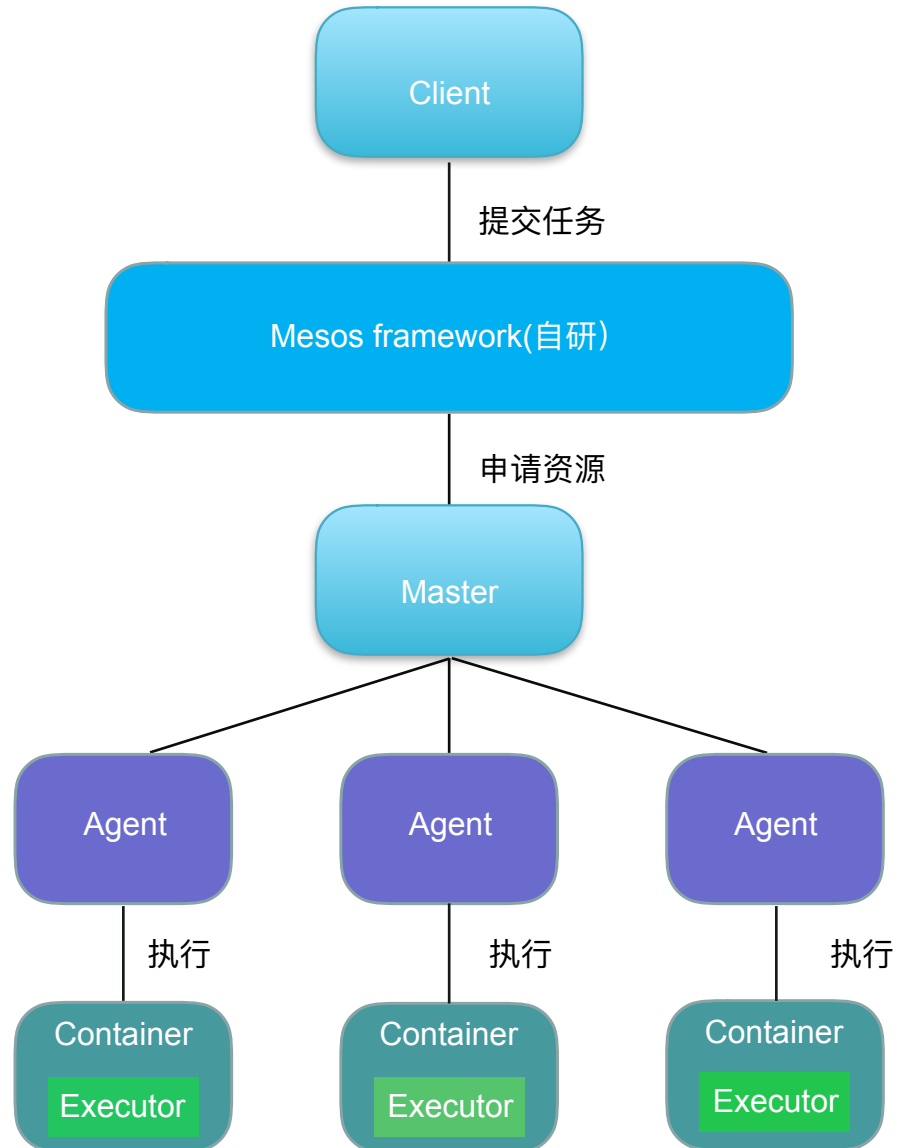 Client
提交任务
Mesos framework(自研）
申请资源
Master
Agent
Agent
Agent
执行
执行
执行
Container
Container
Container
Executor
Executor
Executor